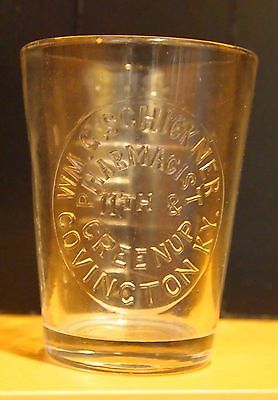 WM. G. SCHICKNER
PHARMACIST
11TH &
GREENUP
COVINGTON KY.